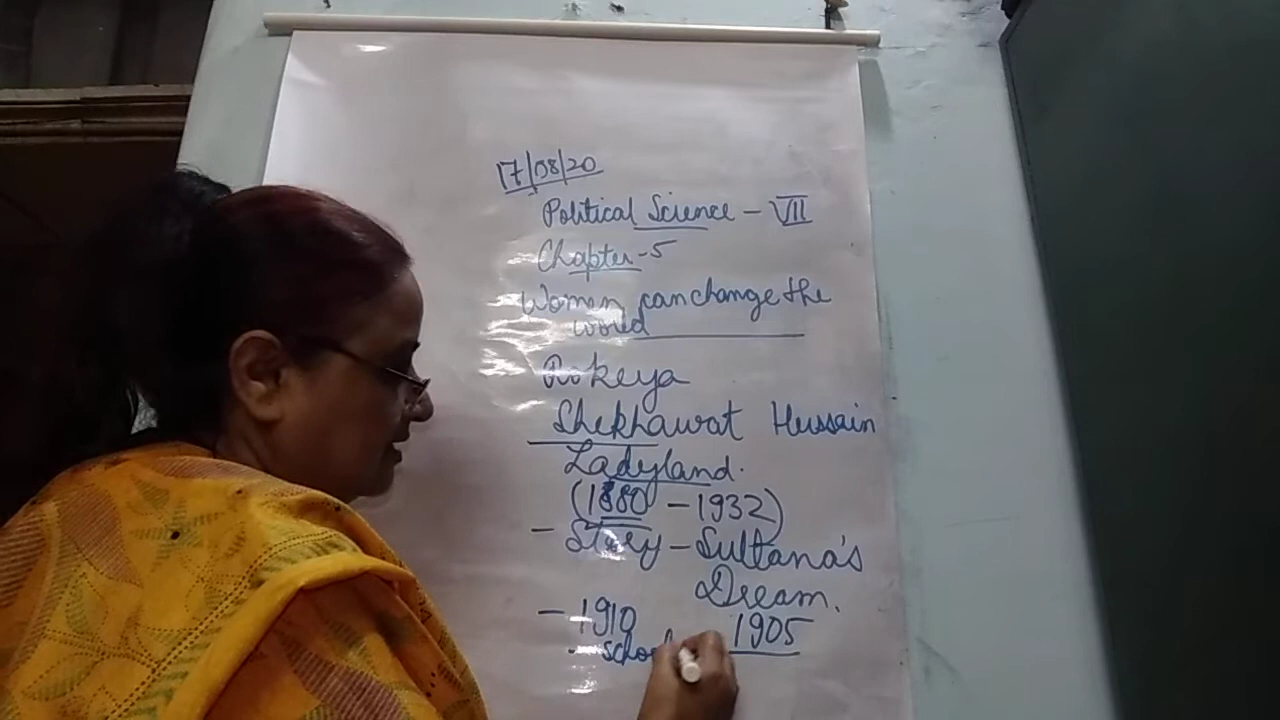 17/08/20
Political Science - VII
Chapter - 5
Women can change the
world
Rokeya
Shekhawat Hussain
Ladyland.
(1880 - 1932)
- Story - Sultana's
Dream.
- 1910 1905
- School